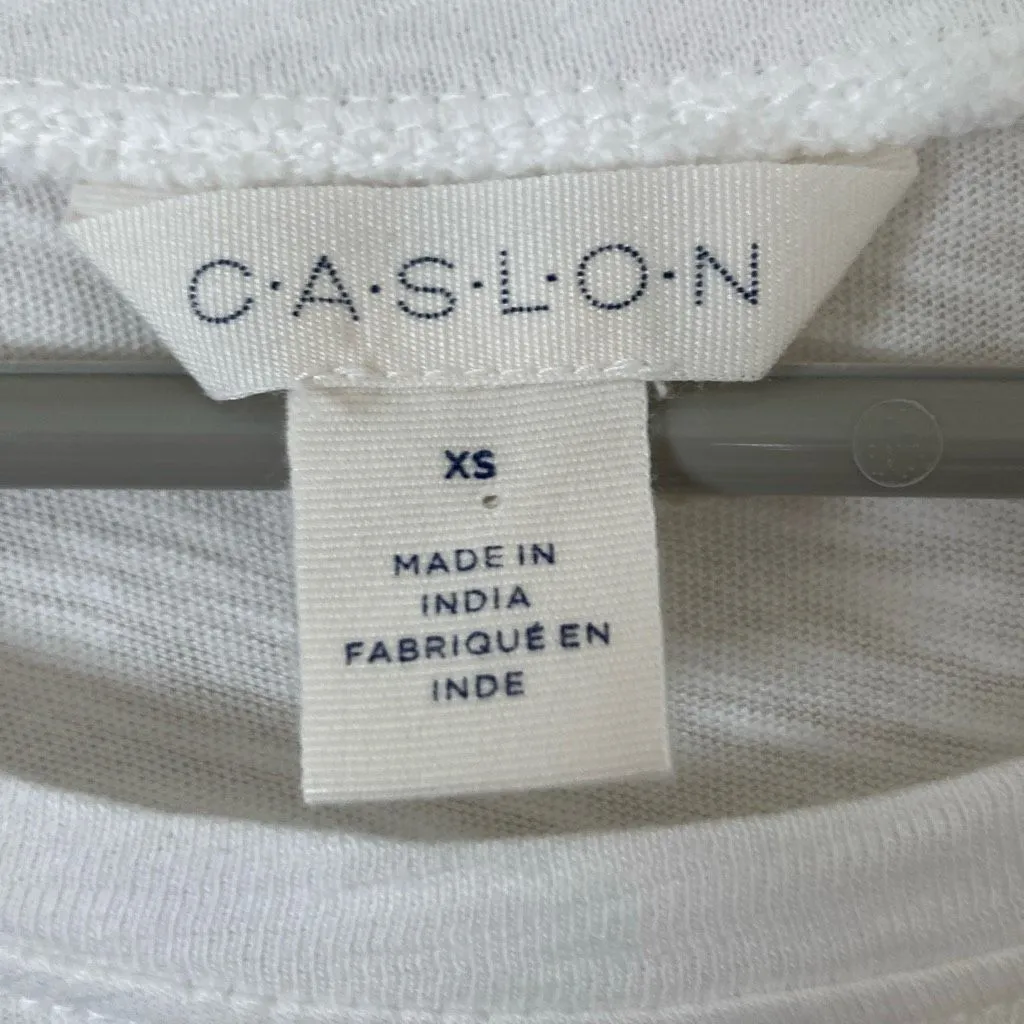 C·A·S·L·O·N
XS
MADE IN
INDIA
FABRIQUÉ EN
INDE